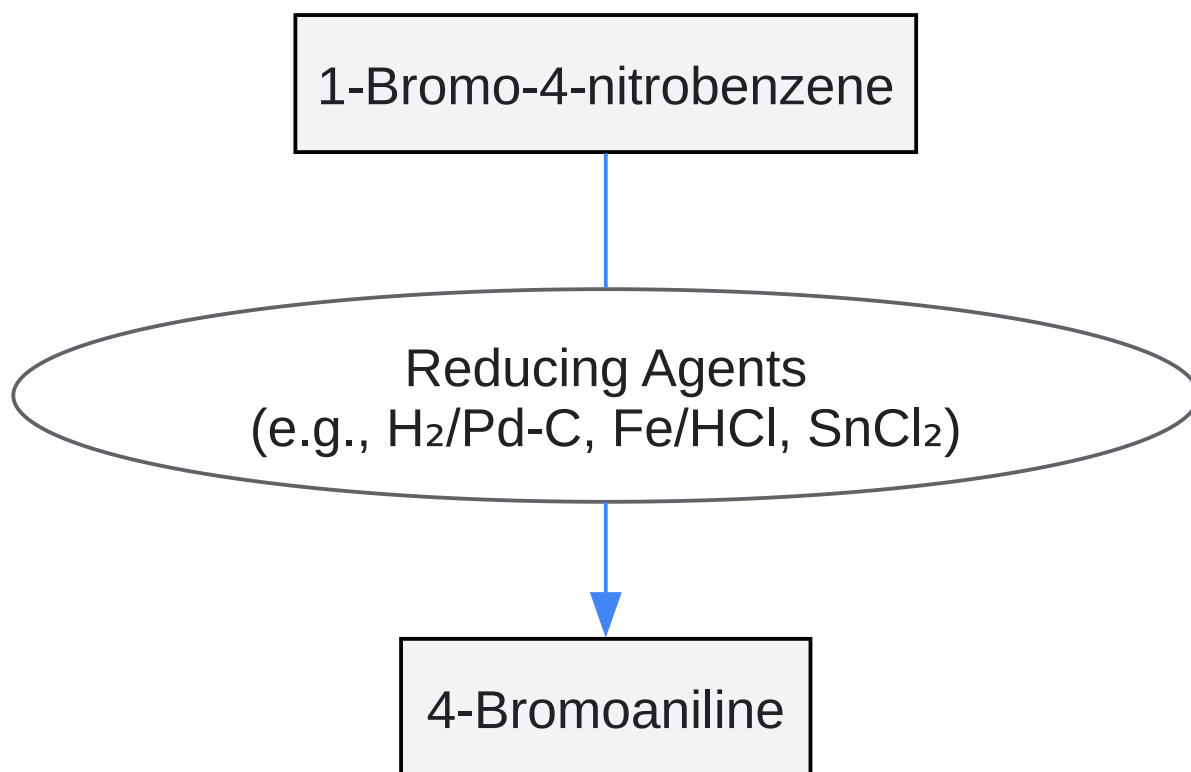 1-Bromo-4-nitrobenzene
Reducing Agents
(e.g., H₂/Pd-C, Fe/HCl, SnCl₂)
4-Bromoaniline